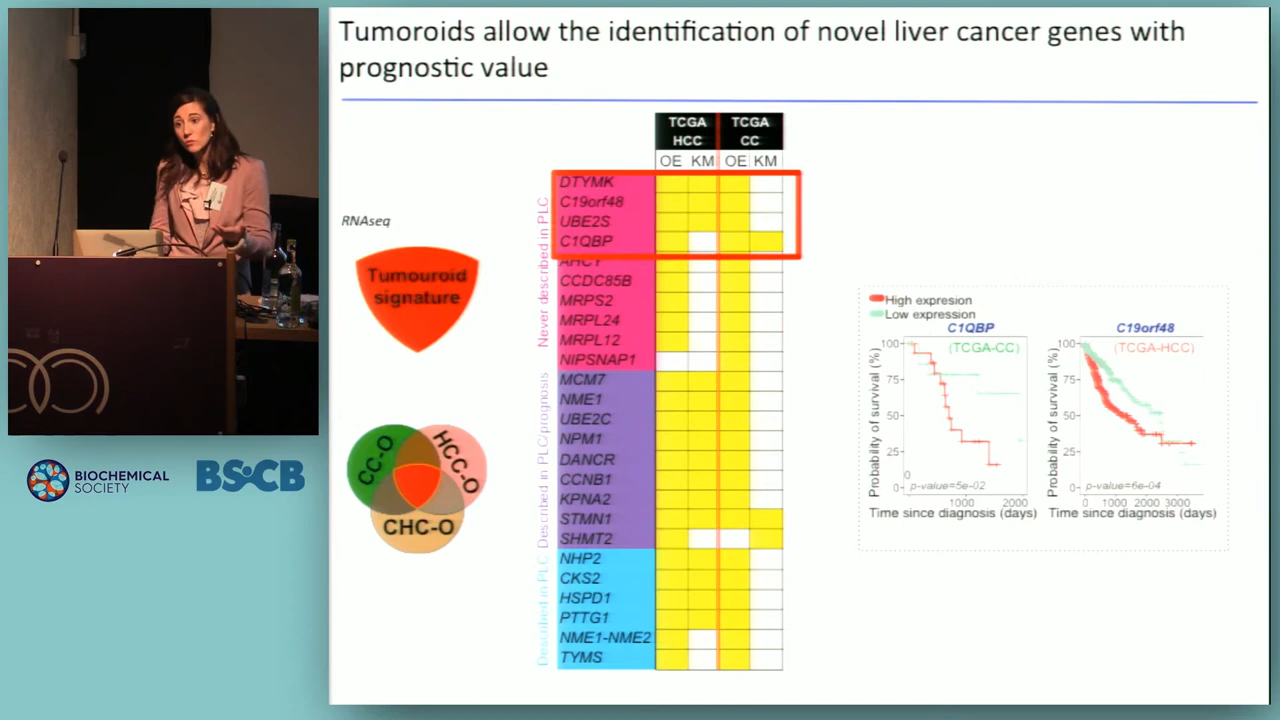 Tumoroids allow the identification of novel liver cancer genes with
prognostic value
TCGA
HCC
TCGA
CC
OE KM OE KM
RNAseq
Tumouroid
signature
CC-O
HCC-O
CHC-O
Never described in PLC
DTYMK
C19orf48
UBE2S
C1QBP
AHCY
CCDC85B
MRPS2
MRPL24
MRPL12
NIPSNAP1
Described in PLC/prognosis
MCM7
NME1
UBE2C
NPM1
DANCR
CCNB1
KPNA2
STMN1
SHMT2
Described in PLC
NHP2
CKS2
HSPD1
PTTG1
NME1-NME2
TYMS
High expresion
Low expression
C1QBP
(TCGA-CC)
Probability of survival (%)
100
75
50
25
0
0
p-value=5e-02
1000 2000
Time since diagnosis (days)
C19orf48
(TCGA-HCC)
Probability of survival (%)
100
75
50
25
0
p-value=6e-04
0 1000 2000 3000
Time since diagnosis (days)
BIOCHEMICAL
SOCIETY
BSCB